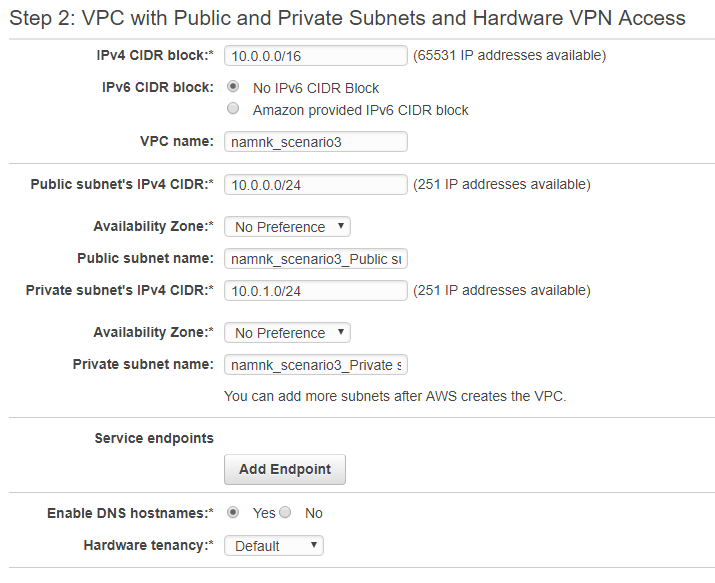 Step 2: VPC with Public and Private Subnets and Hardware VPN Access
IPv4 CIDR block:* 10.0.0.0/16 (65531 IP addresses available)
IPv6 CIDR block: No IPv6 CIDR Block
Amazon provided IPv6 CIDR block
VPC name: namnk_scenario3
Public subnet's IPv4 CIDR:* 10.0.0.0/24 (251 IP addresses available)
Availability Zone:* No Preference
Public subnet name: namnk_scenario3_Public su
Private subnet's IPv4 CIDR:* 10.0.1.0/24 (251 IP addresses available)
Availability Zone:* No Preference
Private subnet name: namnk_scenario3_Private s
You can add more subnets after AWS creates the VPC.
Service endpoints
Add Endpoint
Enable DNS hostnames:* Yes No
Hardware tenancy:* Default